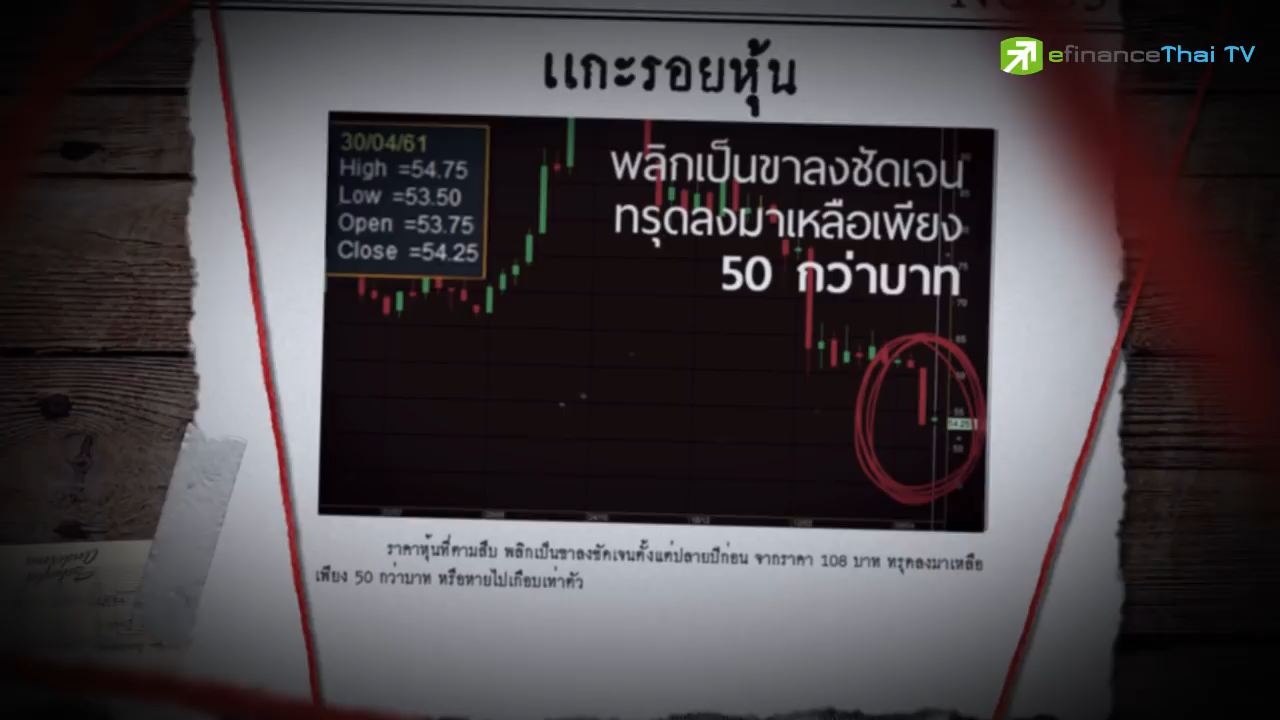 efinanceThai TV
แกะรอยหุ้น
30/04/61
High =54.75
Low =53.50
Open =53.75
Close =54.25
พลิกเป็นขาลงชัดเจน
ทรุดลงมาเหลือเพียง
50 กว่าบาท
70
65
55
54.25
50
ราคาหุ้นที่ตามสืบ พลิกเป็นขาลงชัดเจนตั้งแต่ปลายปีก่อน จากราคา 108 บาท ทรุดลงมาเหลือ
เพียง 50 กว่าบาท หรือหายไปเกือบเท่าตัว